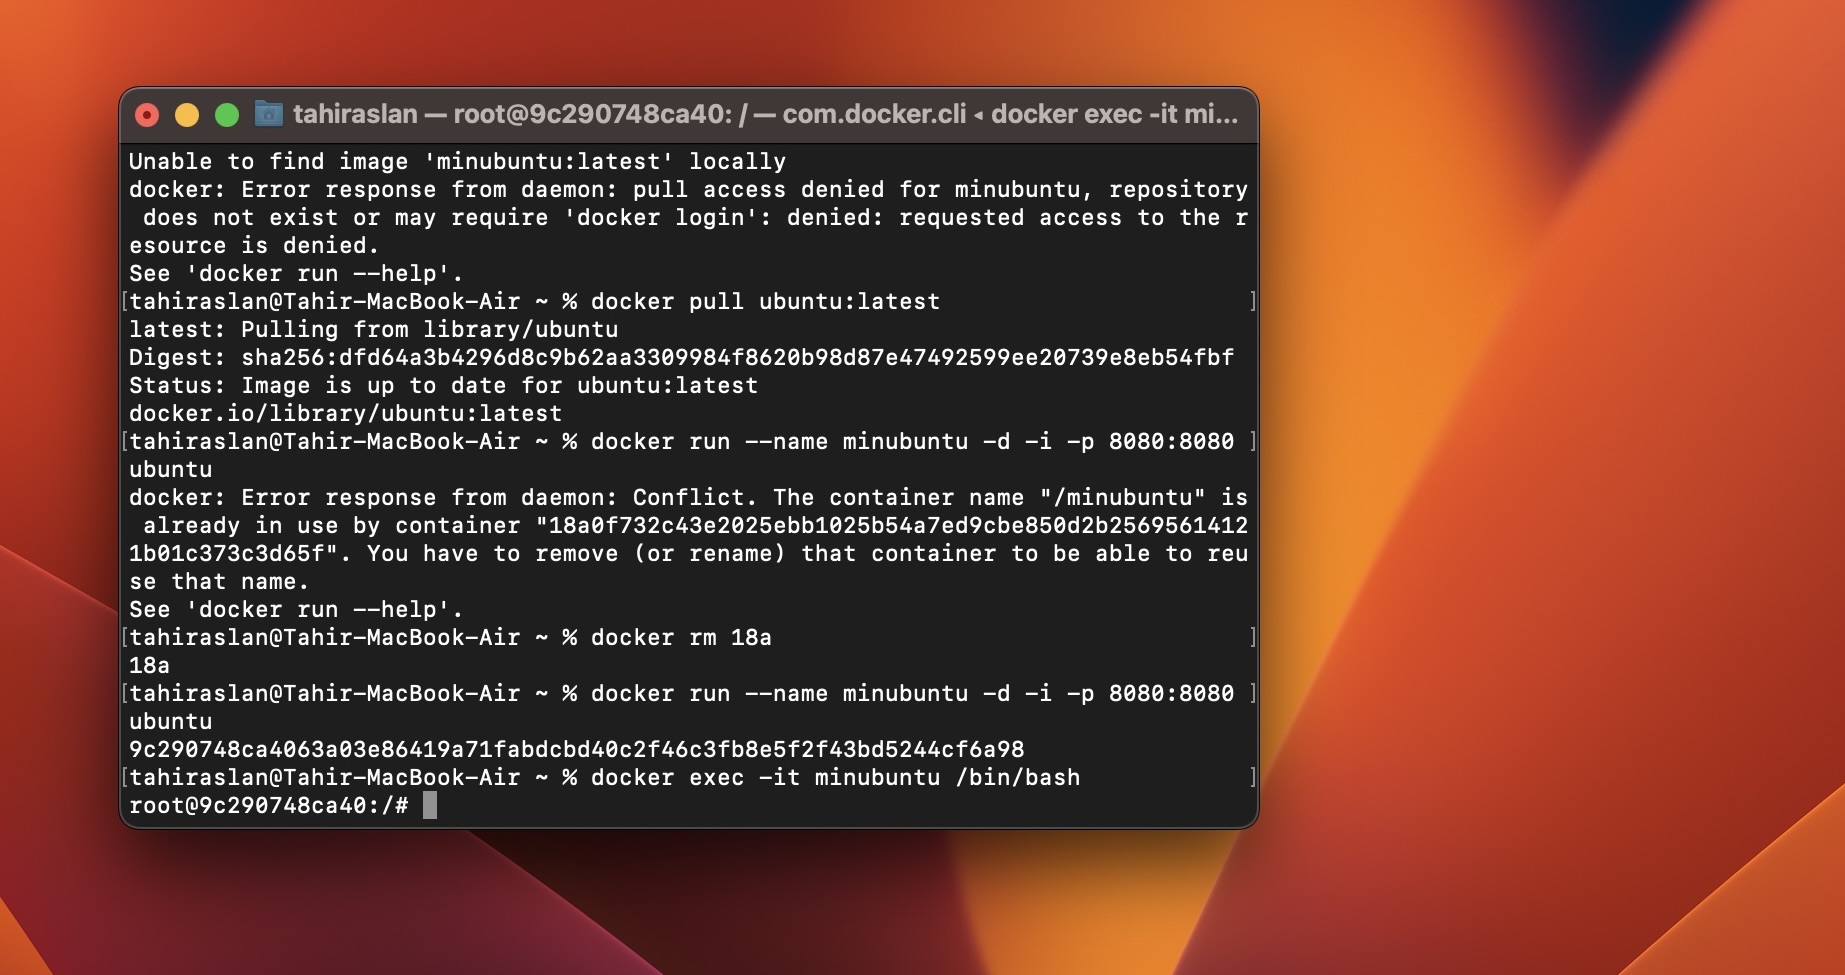 tahiraslan — root@9c290748ca40: / — com.docker.cli ◂ docker exec -it mi...
Unable to find image 'minubuntu:latest' locally
docker: Error response from daemon: pull access denied for minubuntu, repository
 does not exist or may require 'docker login': denied: requested access to the r
esource is denied.
See 'docker run --help'.
[tahiraslan@Tahir-MacBook-Air ~ % docker pull ubuntu:latest ]
latest: Pulling from library/ubuntu
Digest: sha256:dfd64a3b4296d8c9b62aa3309984f8620b98d87e47492599ee20739e8eb54fbf
Status: Image is up to date for ubuntu:latest
docker.io/library/ubuntu:latest
[tahiraslan@Tahir-MacBook-Air ~ % docker run --name minubuntu -d -i -p 8080:8080 ]
ubuntu
docker: Error response from daemon: Conflict. The container name "/minubuntu" is
 already in use by container "18a0f732c43e2025ebb1025b54a7ed9cbe850d2b2569561412
1b01c373c3d65f". You have to remove (or rename) that container to be able to reu
se that name.
See 'docker run --help'.
[tahiraslan@Tahir-MacBook-Air ~ % docker rm 18a ]
18a
[tahiraslan@Tahir-MacBook-Air ~ % docker run --name minubuntu -d -i -p 8080:8080 ]
ubuntu
9c290748ca4063a03e86419a71fabdcbd40c2f46c3fb8e5f2f43bd5244cf6a98
[tahiraslan@Tahir-MacBook-Air ~ % docker exec -it minubuntu /bin/bash ]
root@9c290748ca40:/#